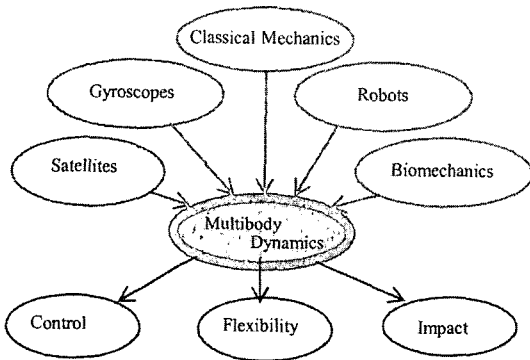 Classical Mechanics
Gyroscopes
Robots
Satellites
Biomechanics
Multibody
Dynamics
Control
Flexibility
Impact